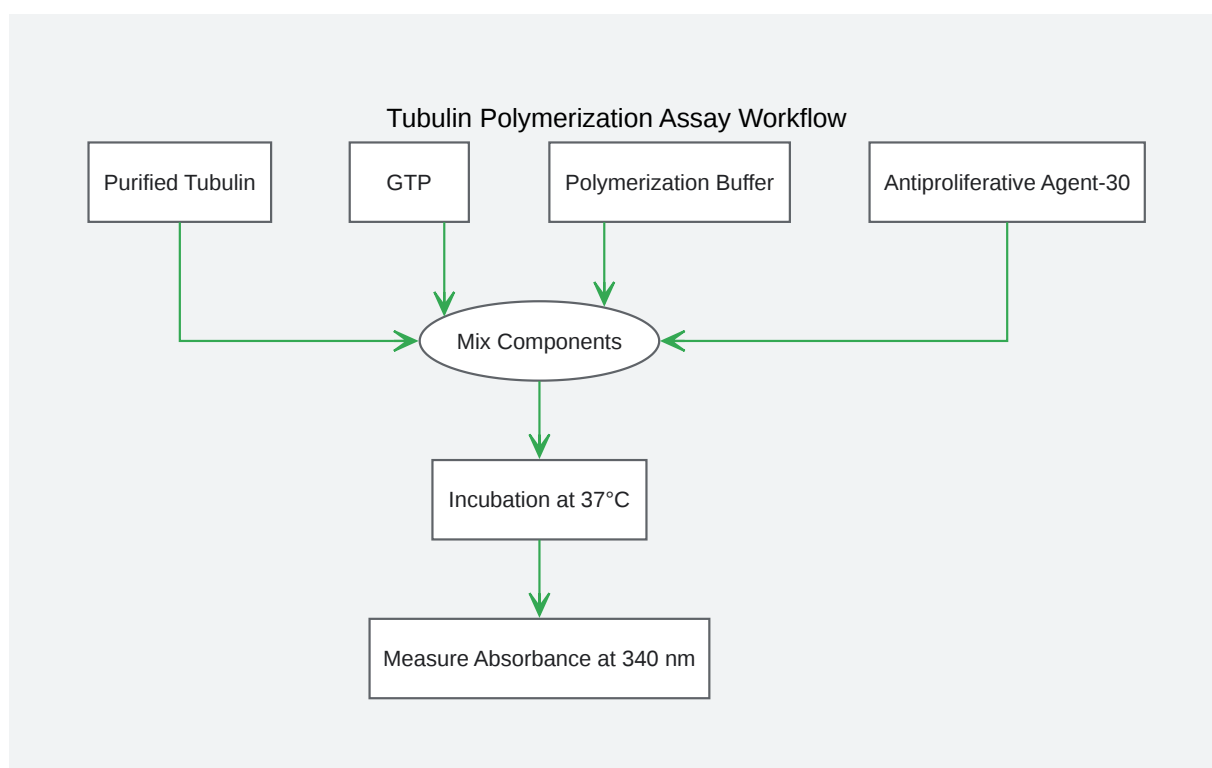 Tubulin Polymerization Assay Workflow
Purified Tubulin
GTP
Polymerization Buffer
Antiproliferative Agent-30
Mix Components
Incubation at 37°C
Measure Absorbance at 340 nm